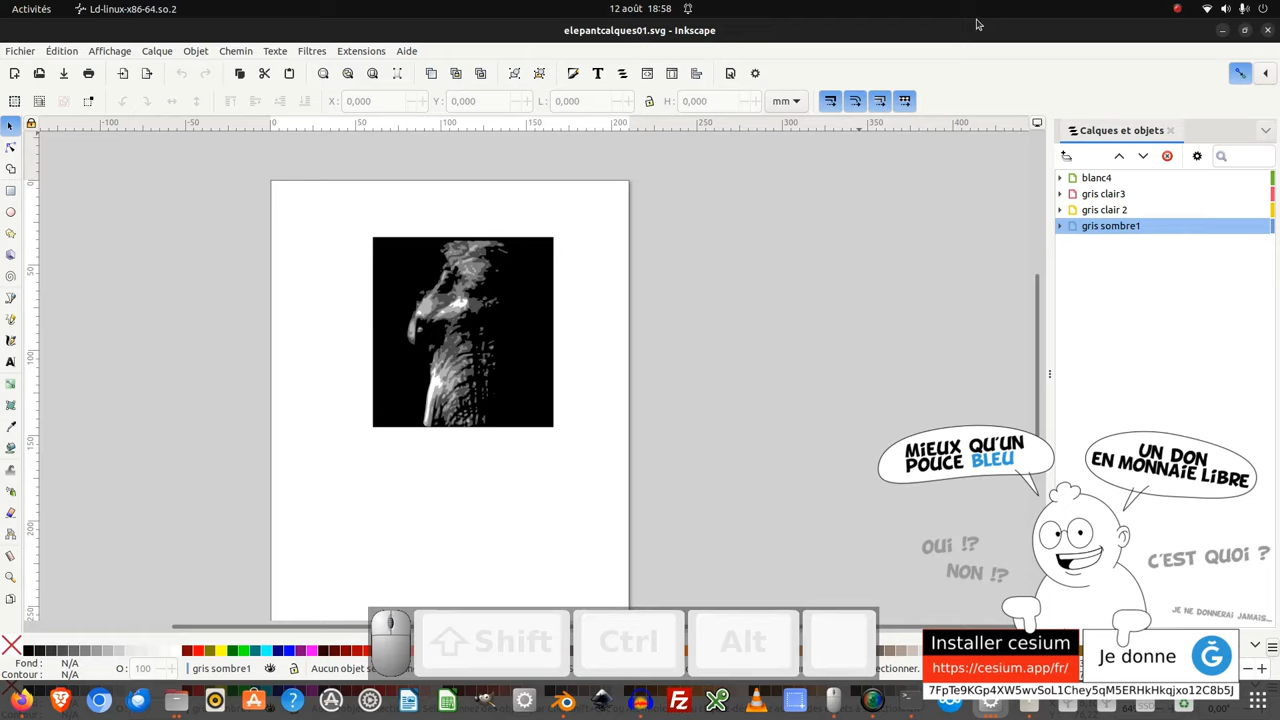 Activités
Ld-linux-x86-64.so.2
12 août 18:58
elepantcalques01.svg - Inkscape
Fichier Édition Affichage Calque Objet Chemin Texte Filtres Extensions Aide
X : 0,000 Y : 0,000 L : 0,000 H : 0,000 mm
Calques et objets
blanc4
gris clair3
gris clair 2
gris sombre1
MIEUX QU'UN
POUCE BLEU
UN DON
EN MONNAIE LIBRE
OUI !?
NON !?
C'EST QUOI ?
JE NE DONNERAI JAMAIS...
Shift Ctrl Alt
Installer cesium
https://cesium.app/fr/
Je donne
7FpTe9KGp4XW5wvSoL1Chey5qM5ERHkHkqjxo12C8b5j
Fond : N/A
Contour : N/A
O : 100
gris sombre1
Aucun objet sé